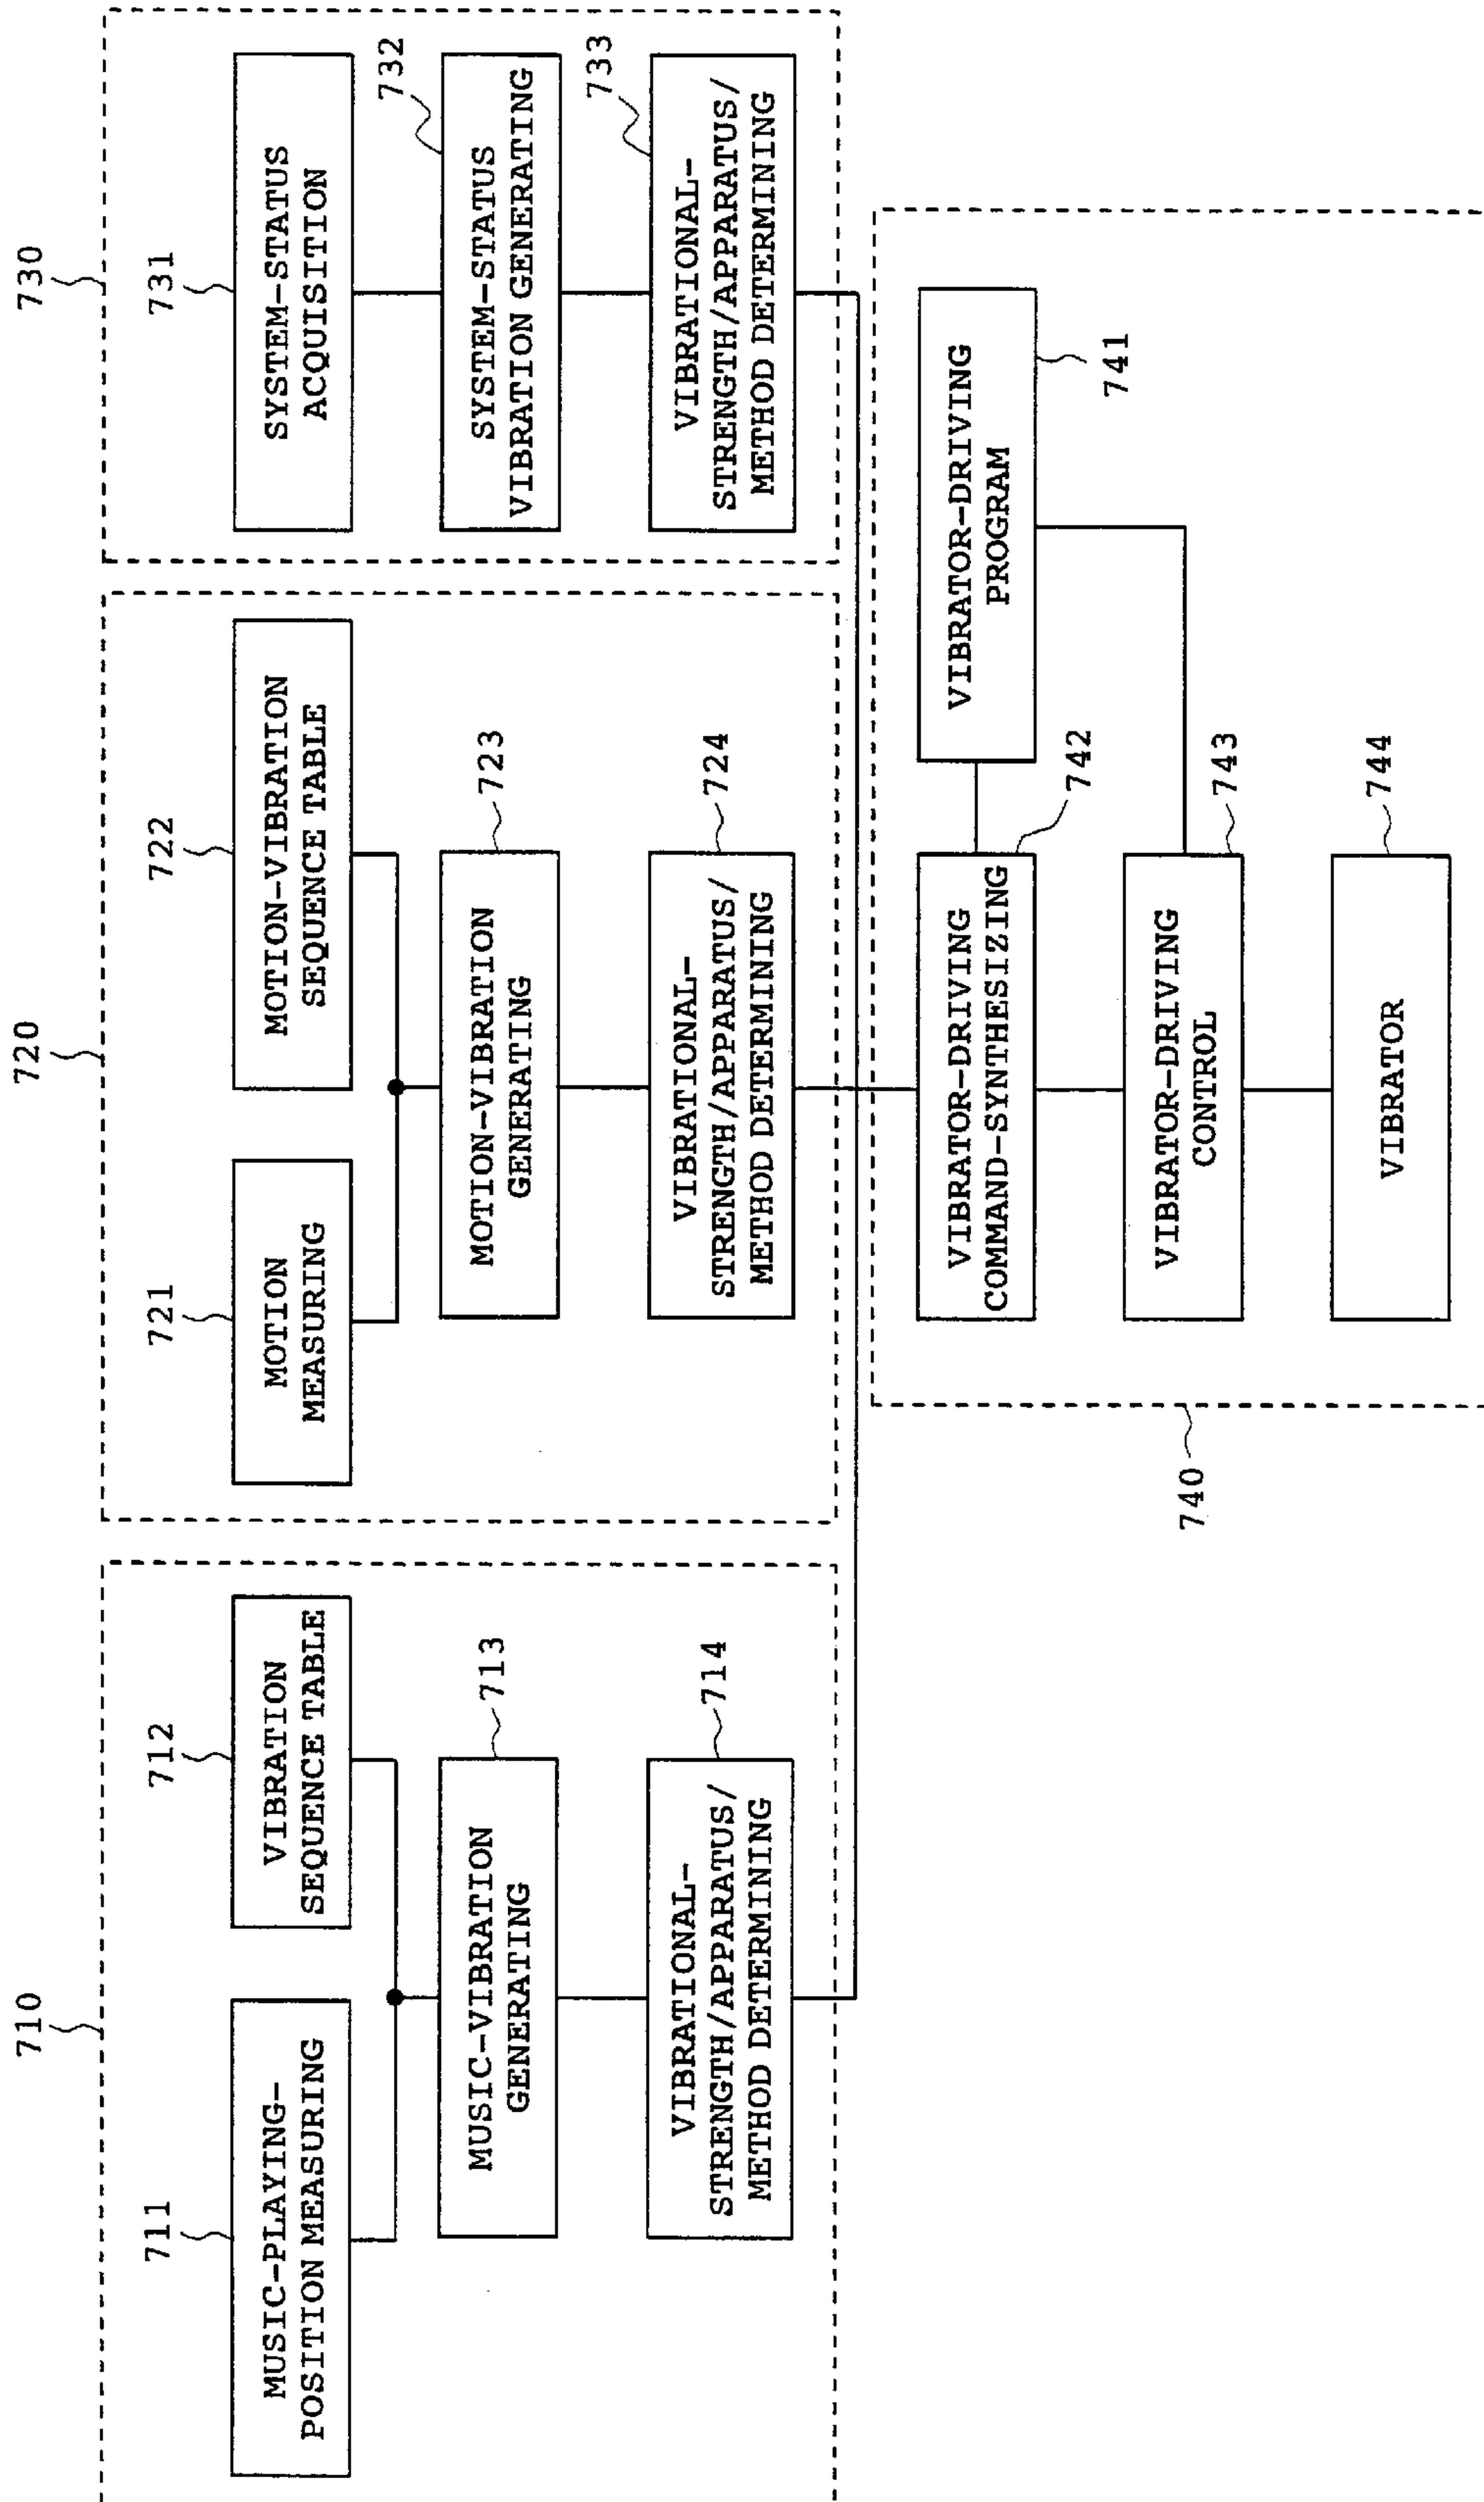 710
711
MUSIC-PLAYING-
POSITION MEASURING
712
VIBRATION
SEQUENCE TABLE
MUSIC-VIBRATION
GENERATING
713
VIBRATIONAL-
STRENGTH/APPARATUS/
METHOD DETERMINING
714
720
721
MOTION
MEASURING
722
MOTION-VIBRATION
SEQUENCE TABLE
MOTION-VIBRATION
GENERATING
723
VIBRATIONAL-
STRENGTH/APPARATUS/
METHOD DETERMINING
724
730
731
SYSTEM-STATUS
ACQUISITION
732
SYSTEM-STATUS
VIBRATION GENERATING
733
VIBRATIONAL-
STRENGTH/APPARATUS/
METHOD DETERMINING
740
VIBRATOR-DRIVING
COMMAND-SYNTHESIZING
742
VIBRATOR-DRIVING
PROGRAM
741
VIBRATOR-DRIVING
CONTROL
743
VIBRATOR
744